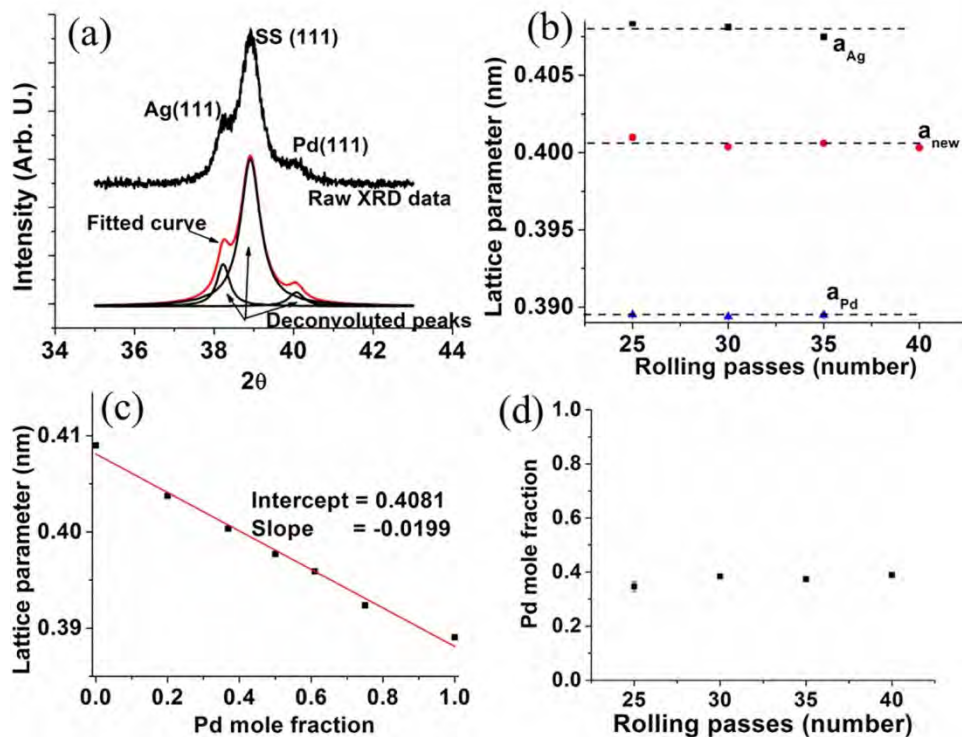 (a)
SS (111)
Ag(111)
Pd(111)
Raw XRD data
Fitted curve
Deconvoluted peaks
Intensity (Arb. U.)
34 36 38 40 42 44
2θ
(b)
0.405
0.400
0.395
0.390
a Ag
a new
a Pd
Lattice parameter (nm)
25 30 35 40
Rolling passes (number)
(c)
0.41
0.40
0.39
Intercept = 0.4081
Slope = -0.0199
Lattice parameter (nm)
0.0 0.2 0.4 0.6 0.8 1.0
Pd mole fraction
(d)
1.0
0.8
0.6
0.4
0.2
0.0
Pd mole fraction
25 30 35 40
Rolling passes (number)